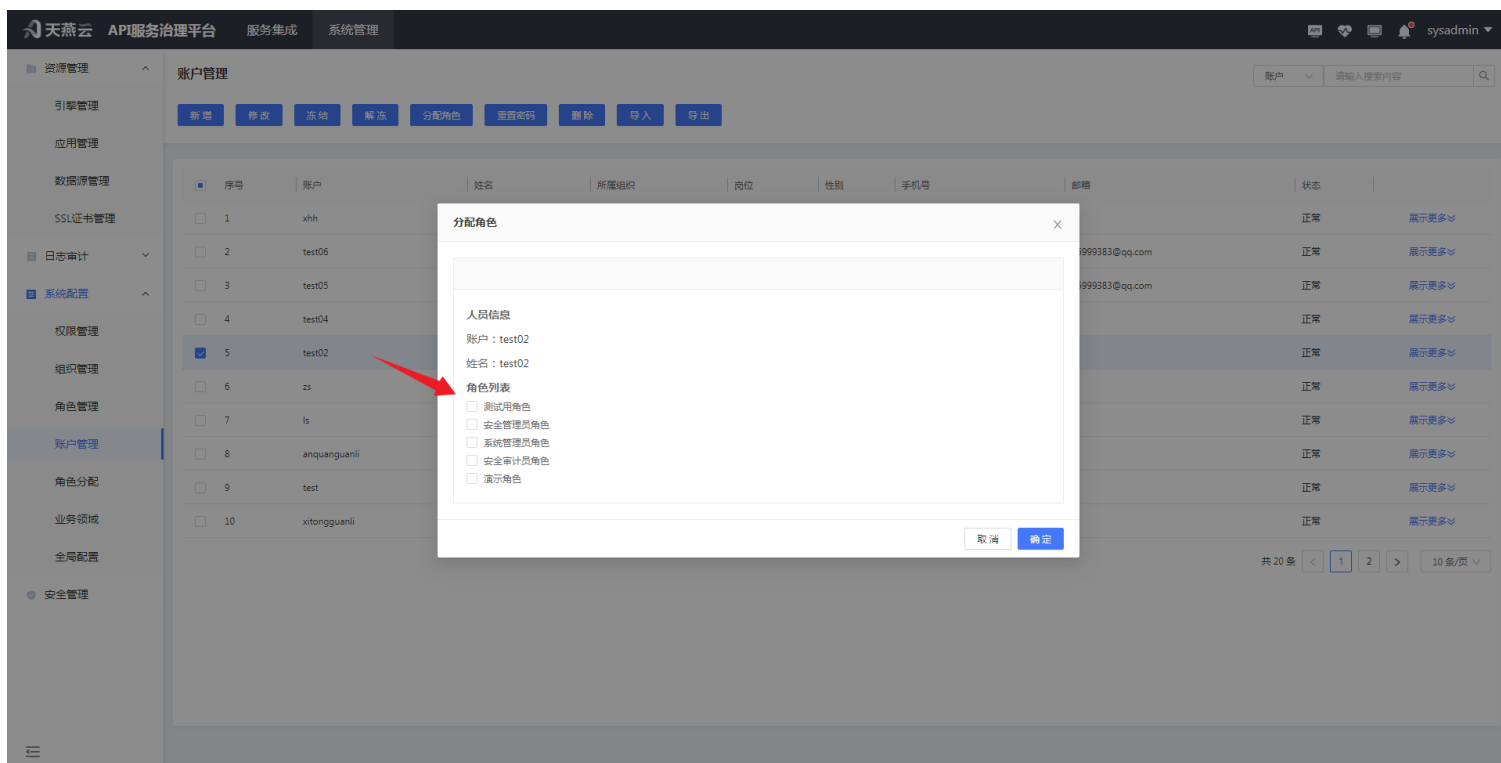 天燕云 API服务治理平台 服务集成 系统管理 sysadmin
资源管理
引擎管理
应用管理
数据源管理
SSL证书管理
日志审计
系统配置
权限管理
组织管理
角色管理
账户管理
角色分配
业务领域
全局配置
安全管理
账户管理
账户 请输入搜索内容
新增 修改 冻结 解冻 分配角色 重置密码 删除 导入 导出
序号 账户 姓名 所属组织 岗位 性别 手机号 邮箱 状态
1 xhh 正常 展示更多
2 test06 5999383@qq.com 正常 展示更多
3 test05 5999383@qq.com 正常 展示更多
4 test04 正常 展示更多
5 test02 正常 展示更多
6 zs 正常 展示更多
7 ls 正常 展示更多
8 anquanguanli 正常 展示更多
9 test 正常 展示更多
10 xitongguanli 正常 展示更多
共 20 条 1 2 10 条/页
分配角色
人员信息
账户：test02
姓名：test02
角色列表
测试用角色
安全管理员角色
系统管理员角色
安全审计员角色
演示角色
取消 确定